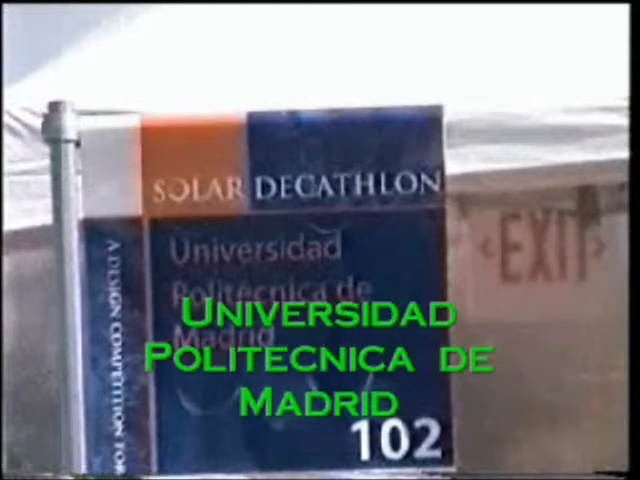 SOLAR DECATHLON
Universidad
Politécnica de
Madrid
A DESIGN COMPETITION FOR
EXIT
UNIVERSIDAD
POLITECNICA DE
MADRID
102